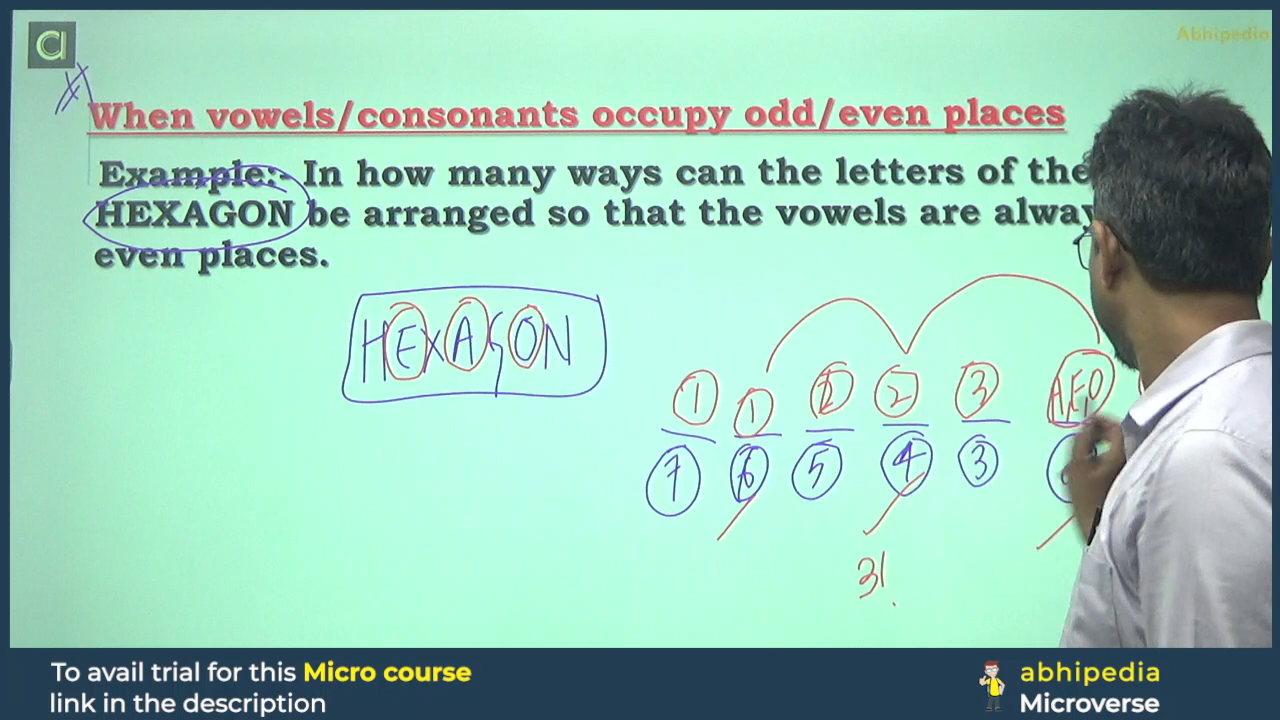 Abhipedia
When vowels/consonants occupy odd/even places
Example:- In how many ways can the letters of the
HEXAGON be arranged so that the vowels are alway
even places.
HEXAGON
1 1 2 2 3 AEO
7 6 5 4 3
3!
To avail trial for this Micro course
link in the description
abhipedia
Microverse